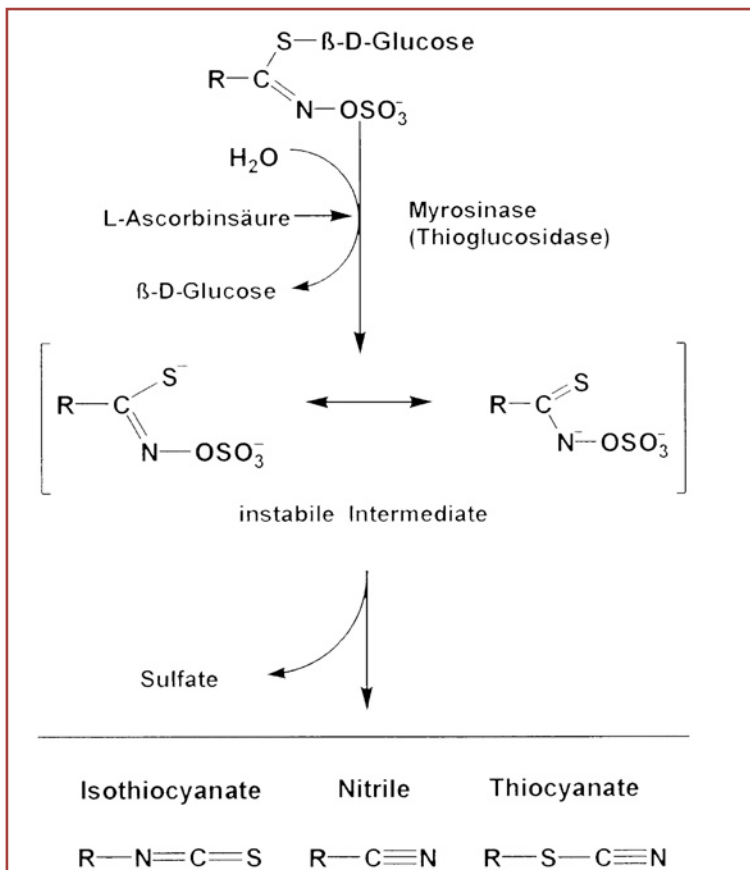 S—ß-D-Glucose
R—C
N—OSO₃⁻
H₂O
L-Ascorbinsäure
Myrosinase
(Thioglucosidase)
ß-D-Glucose
S⁻
R—C
N—OSO₃⁻
S
R—C
N⁻—OSO₃⁻
instabile Intermediate
Sulfate
Isothiocyanate Nitrile Thiocyanate
R—N=C=S R—C≡N R—S—C≡N